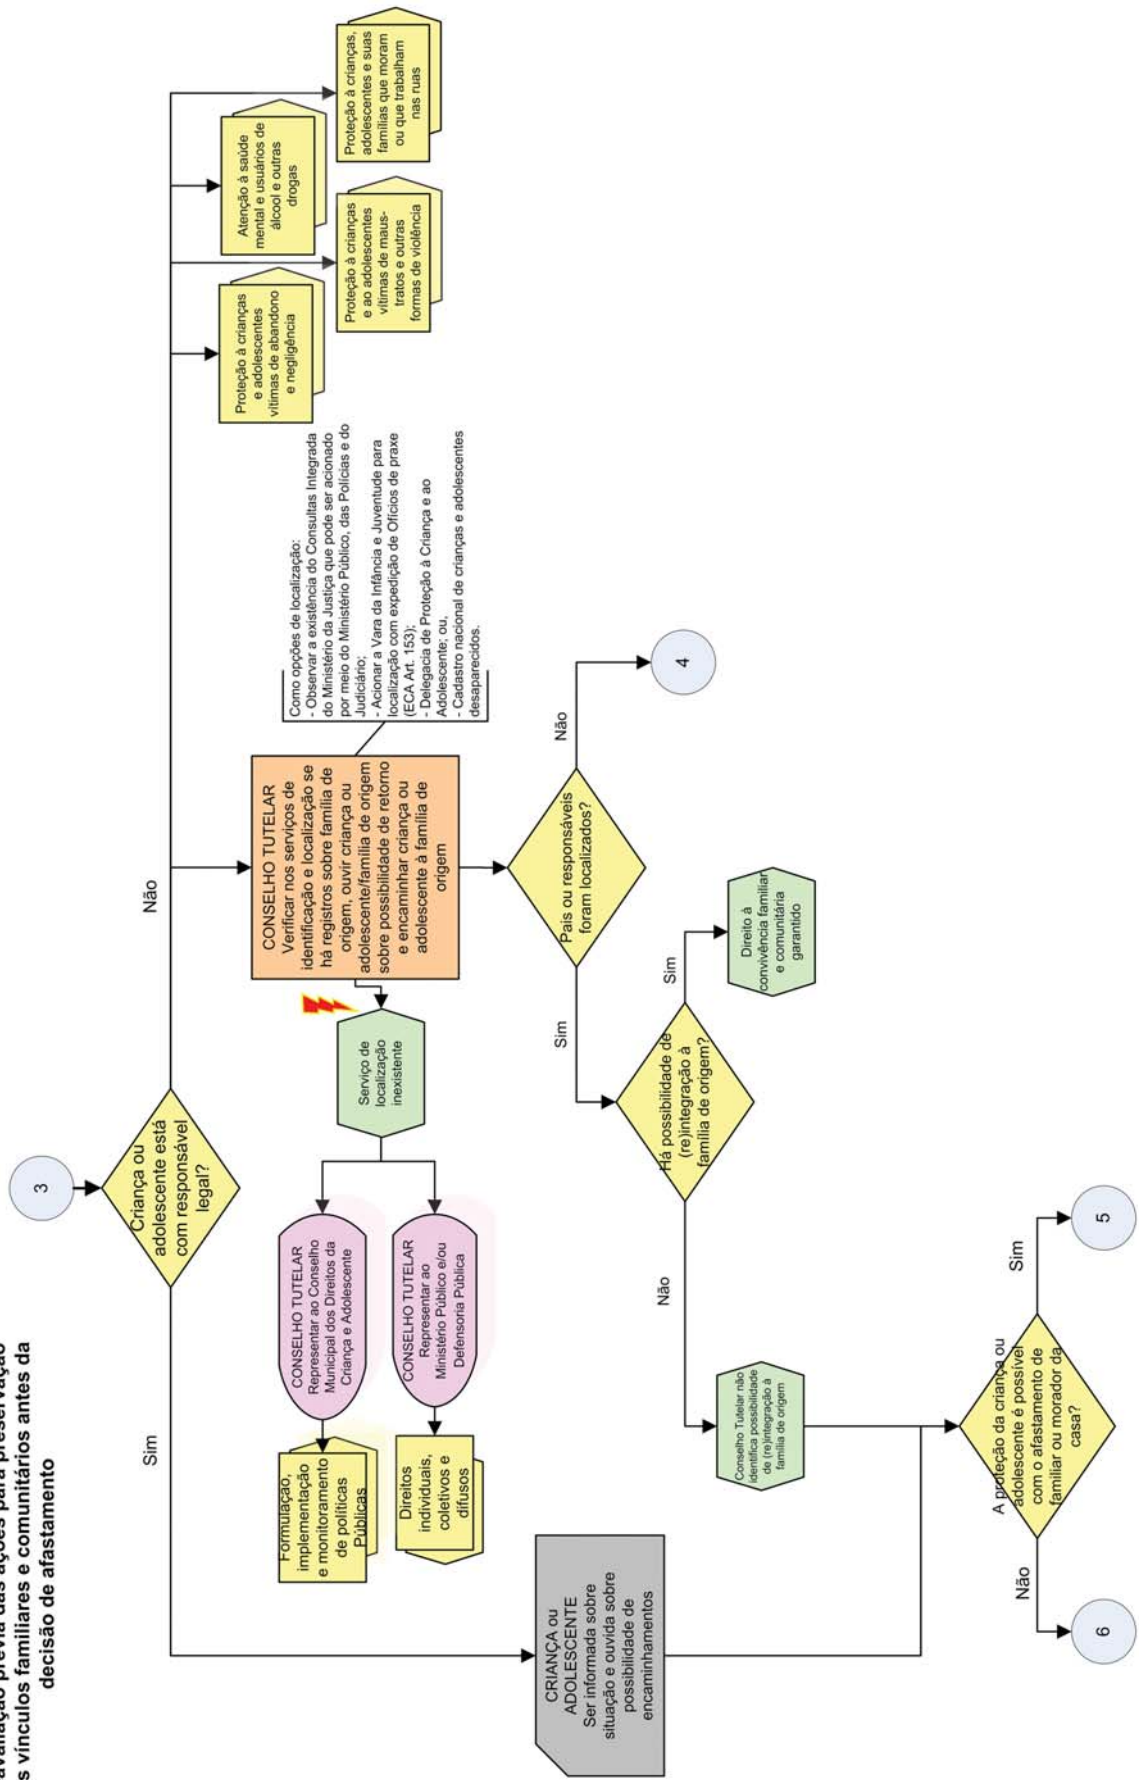 avaliação prévia das ações para preservação
s vínculos familiares e comunitários antes da
decisão de afastamento
3
Criança ou
adolescente está
com responsável
legal?
Sim
Não
Proteção à crianças
e adolescentes
vítimas de abandono
e negligência
Atenção à saúde
mental e usuários de
álcool e outras
drogas
Proteção à crianças
e ao adolescentes
vítimas de maus-
tratos e outras
formas de violência
Proteção à crianças,
adolescentes e suas
famílias que moram
ou que trabalham
nas ruas
CONSELHO TUTELAR
Verificar nos serviços de
identificação e localização se
há registros sobre família de
origem, ouvir criança ou
adolescente/família de origem
sobre possibilidade de retorno
e encaminhar criança ou
adolescente à família de
origem
Como opções de localização:
- Observar a existência do Consultas Integrada
do Ministério da Justiça que pode ser acionado
por meio do Ministério Público, das Polícias e do
Judiciário;
- Acionar a Vara da Infância e Juventude para
localização com expedição de Ofícios de praxe
(ECA Art. 153);
- Delegacia de Proteção à Criança e ao
Adolescente; ou,
- Cadastro nacional de crianças e adolescentes
desaparecidos.
Serviço de
localização
inexistente
CONSELHO TUTELAR
Representar ao Conselho
Municipal dos Direitos da
Criança e Adolescente
CONSELHO TUTELAR
Representar ao
Ministério Público e/ou
Defensoria Pública
Formulação,
implementação
e monitoramento
de políticas
Públicas
Direitos
individuais,
coletivos e
difusos
Pais ou responsáveis
foram localizados?
Sim
Não
4
Há possibilidade de
(re)integração à
família de origem?
Sim
Não
Direito à
convivência familiar
e comunitária
garantido
CRIANÇA ou
ADOLESCENTE
Ser informada sobre
situação e ouvida sobre
possibilidade de
encaminhamentos
Conselho Tutelar não
identifica possibilidade
de (re)integração à
família de origem
A proteção da criança ou
adolescente é possível
com o afastamento de
familiar ou morador da
casa?
Não
Sim
6
5